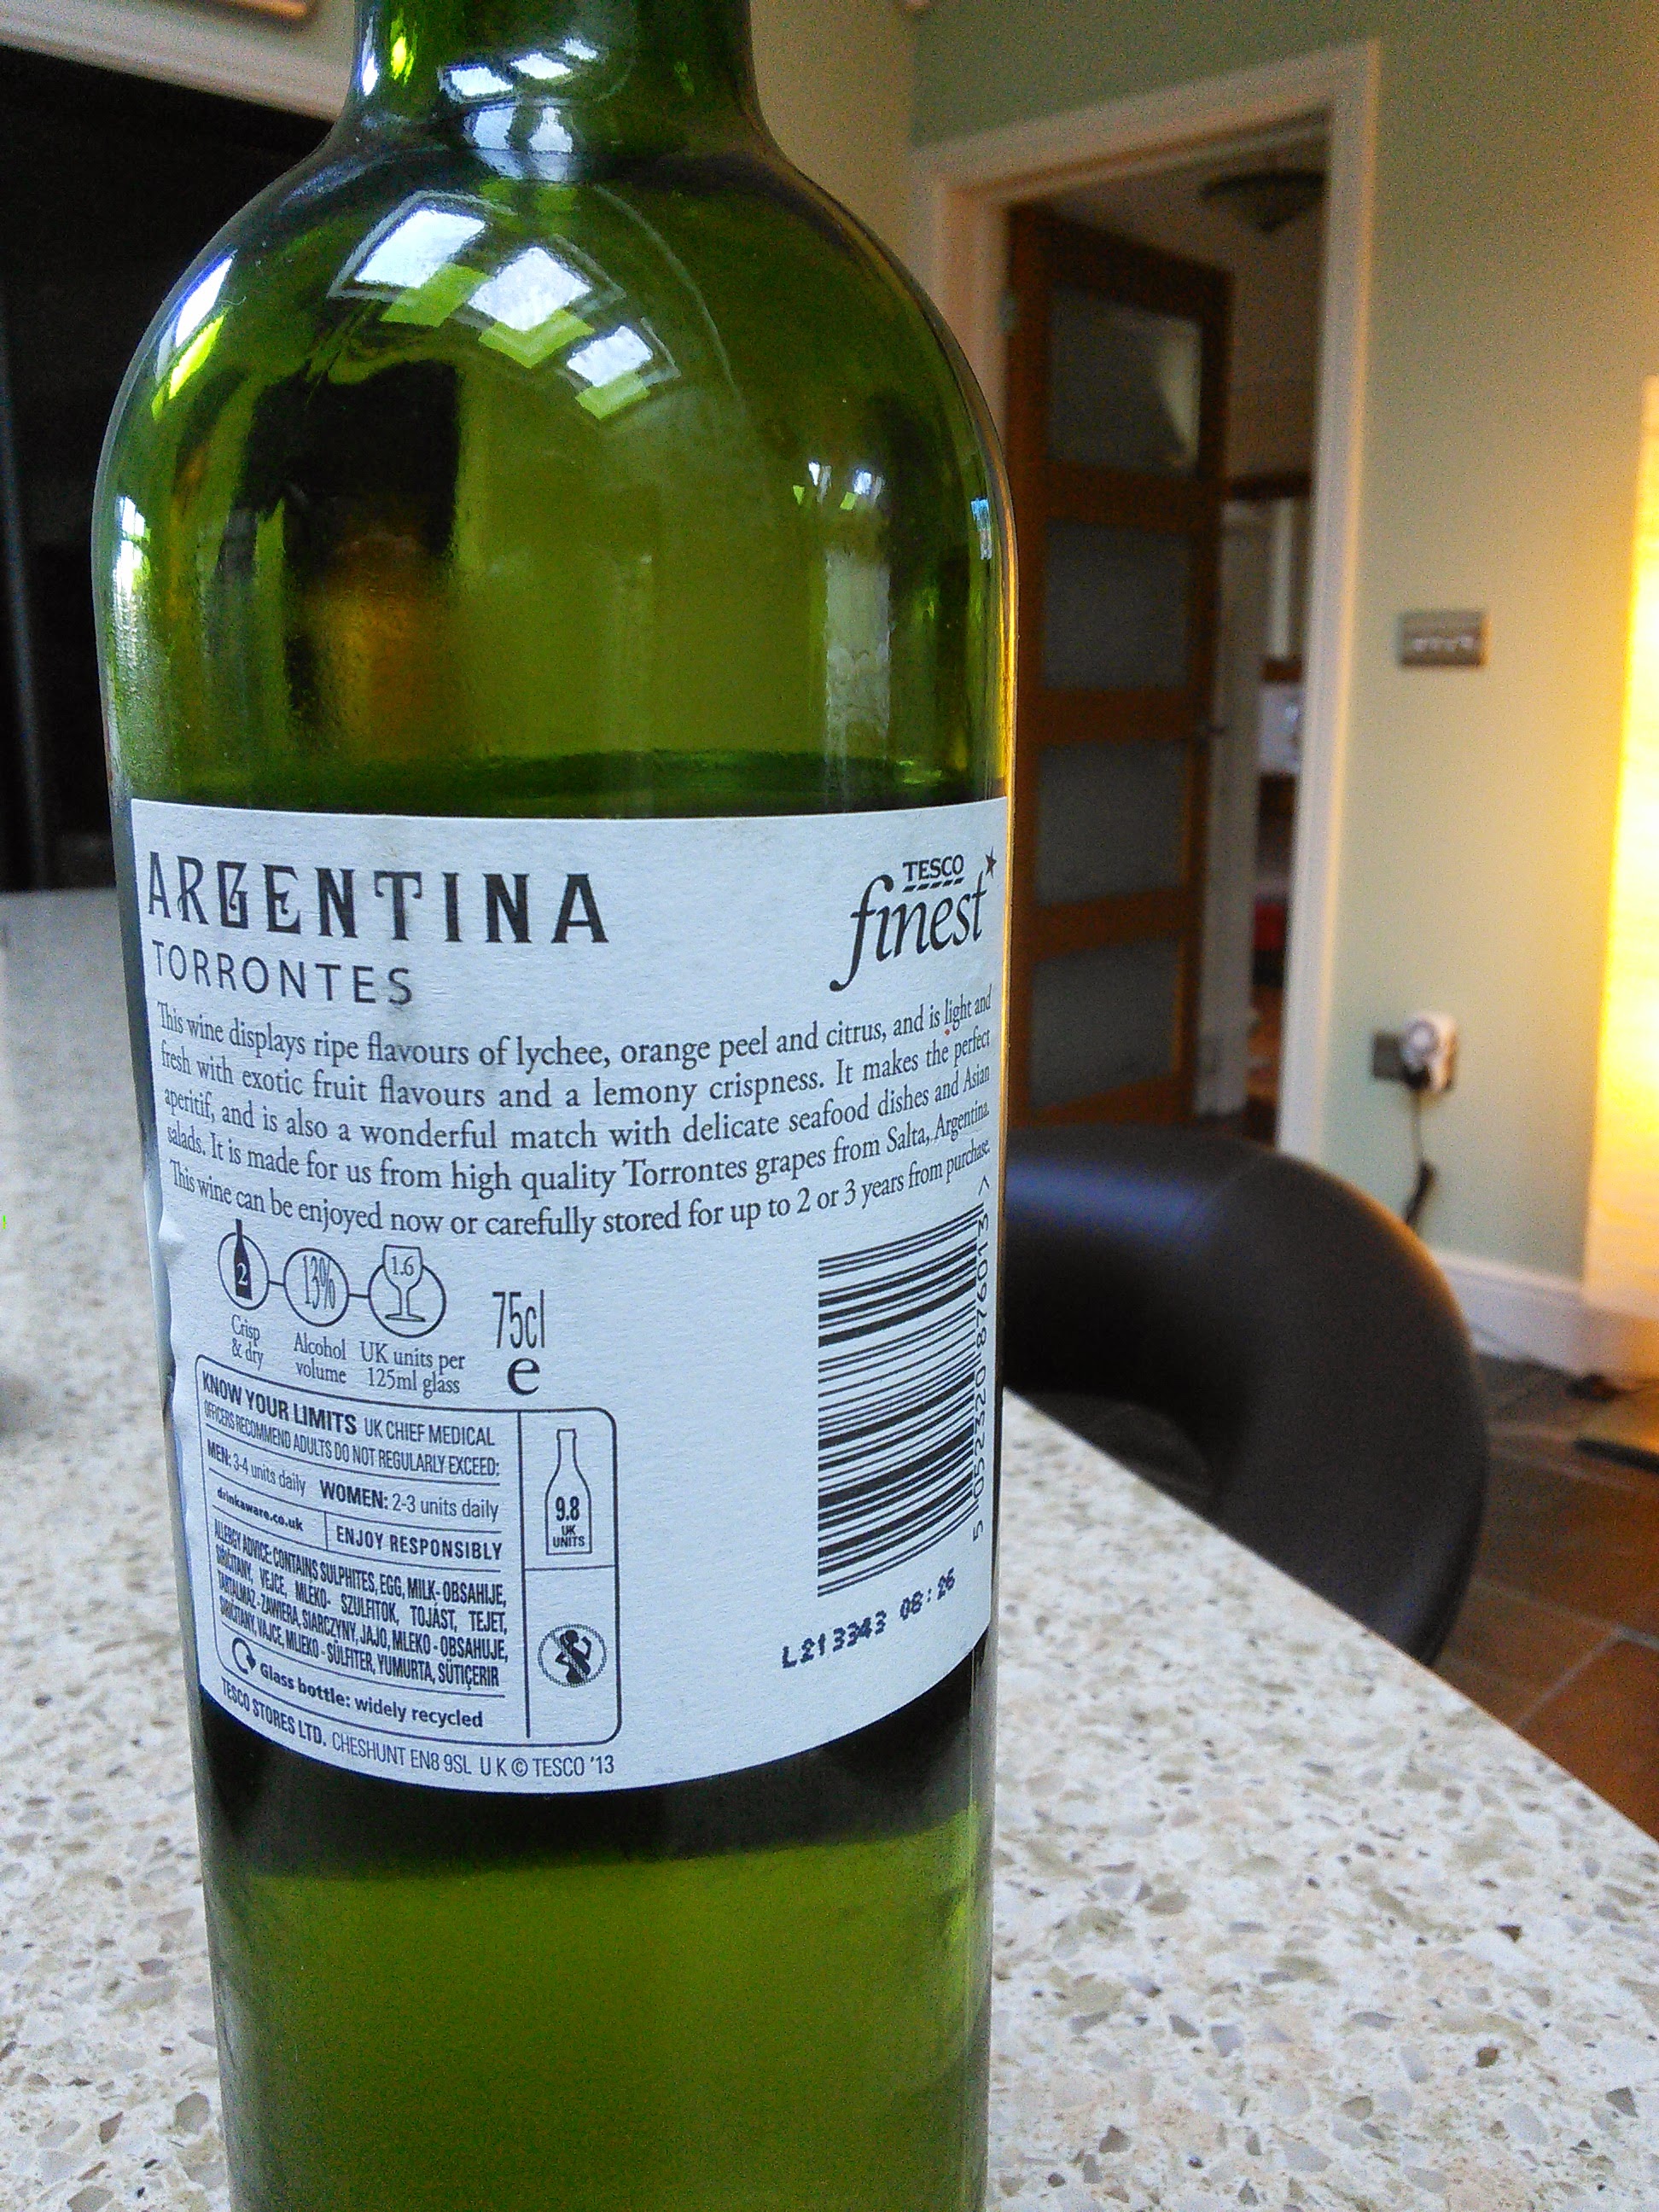 ARGENTINA
TORRONTES
TESCO
finest
This wine displays ripe flavours of lychee, orange peel and citrus, and is light and
fresh with exotic fruit flavours and a lemony crispness. It makes the perfect
aperitif, and is also a wonderful match with delicate seafood dishes and Asian
salads. It is made for us from high quality Torrontes grapes from Salta, Argentina.
This wine can be enjoyed now or carefully stored for up to 2 or 3 years from purchase.
2
13%
1.6
75cl
e
Crisp
& dry
Alcohol
volume
UK units per
125ml glass
KNOW YOUR LIMITS UK CHIEF MEDICAL
OFFICERS RECOMMEND ADULTS DO NOT REGULARLY EXCEED:
MEN: 3-4 units daily WOMEN: 2-3 units daily
drinkaware.co.uk ENJOY RESPONSIBLY
9.8
UK
UNITS
ALLERGY ADVICE: CONTAINS SULPHITES, EGG, MILK - OBSAHUJE,
SIŘIČITANY, VEJCE, MLÉKO - SZULFITOK, TOJÁST, TEJET,
TARTALMAZ - ZAWIERA, SIARCZYNY, JAJO, MLEKO - OBSAHUJE,
SIRIČITANY, VAJCE, MLIEKO - SÜLFITER, YUMURTA, SÜT İÇERİR
Glass bottle: widely recycled
TESCO STORES LTD. CHESHUNT EN8 9SL U K © TESCO '13
5 052320 876013 >
L213343 08:26